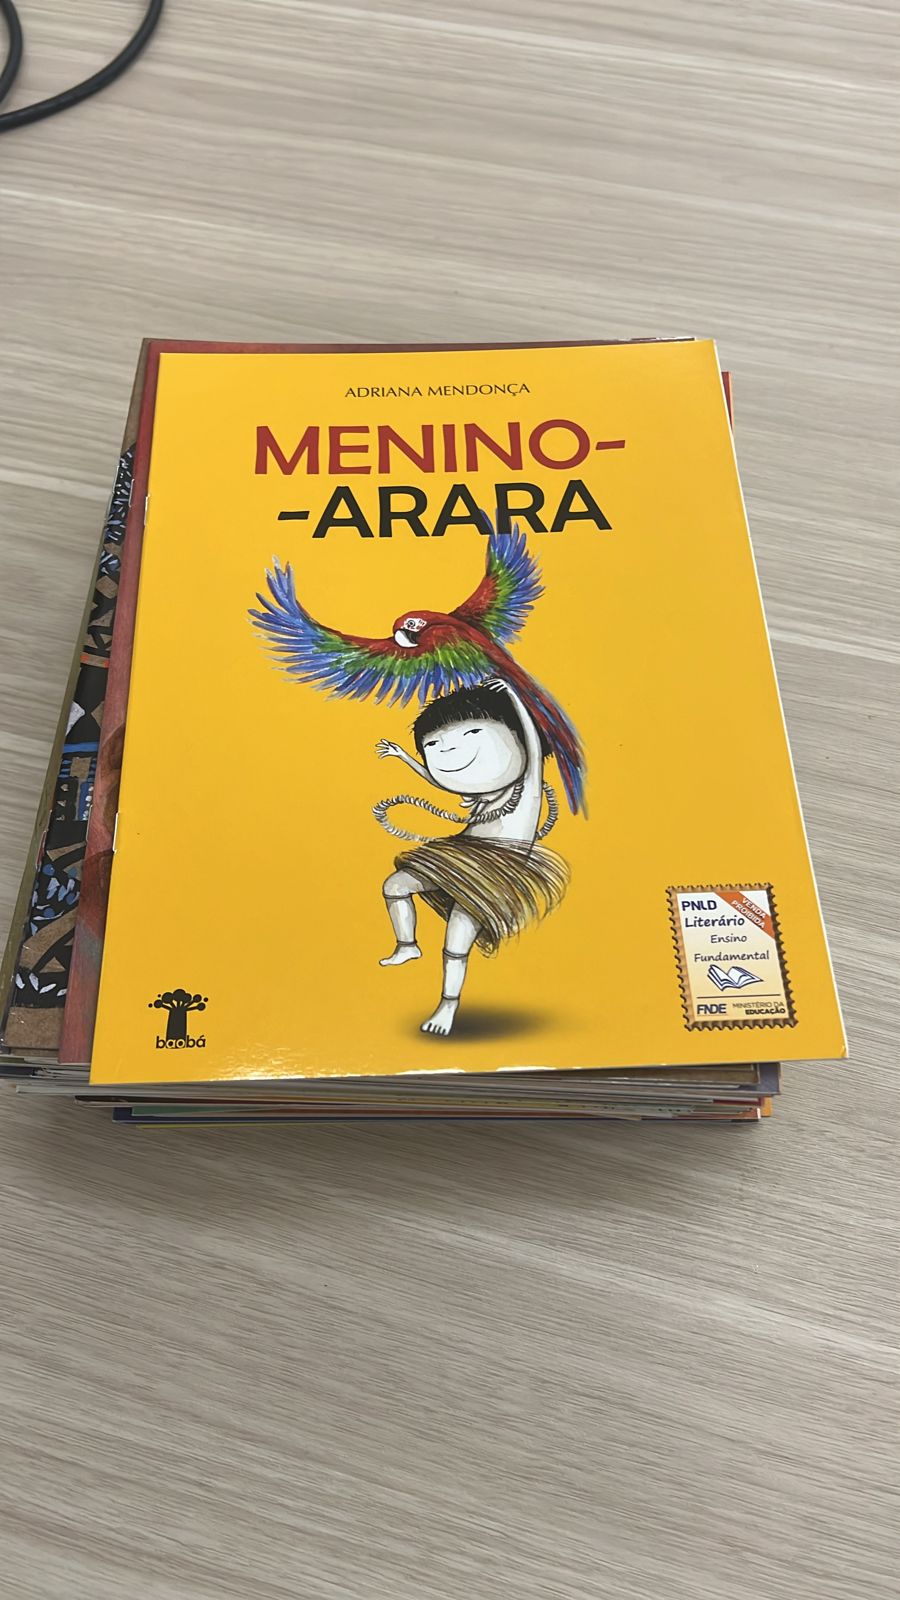 ADRIANA MENDONÇA
MENINO-
-ARARA
PNLD
Literário
Ensino
Fundamental
VENDA
PROIBIDA
FNDE
MINISTÉRIO DA
EDUCAÇÃO
baobá